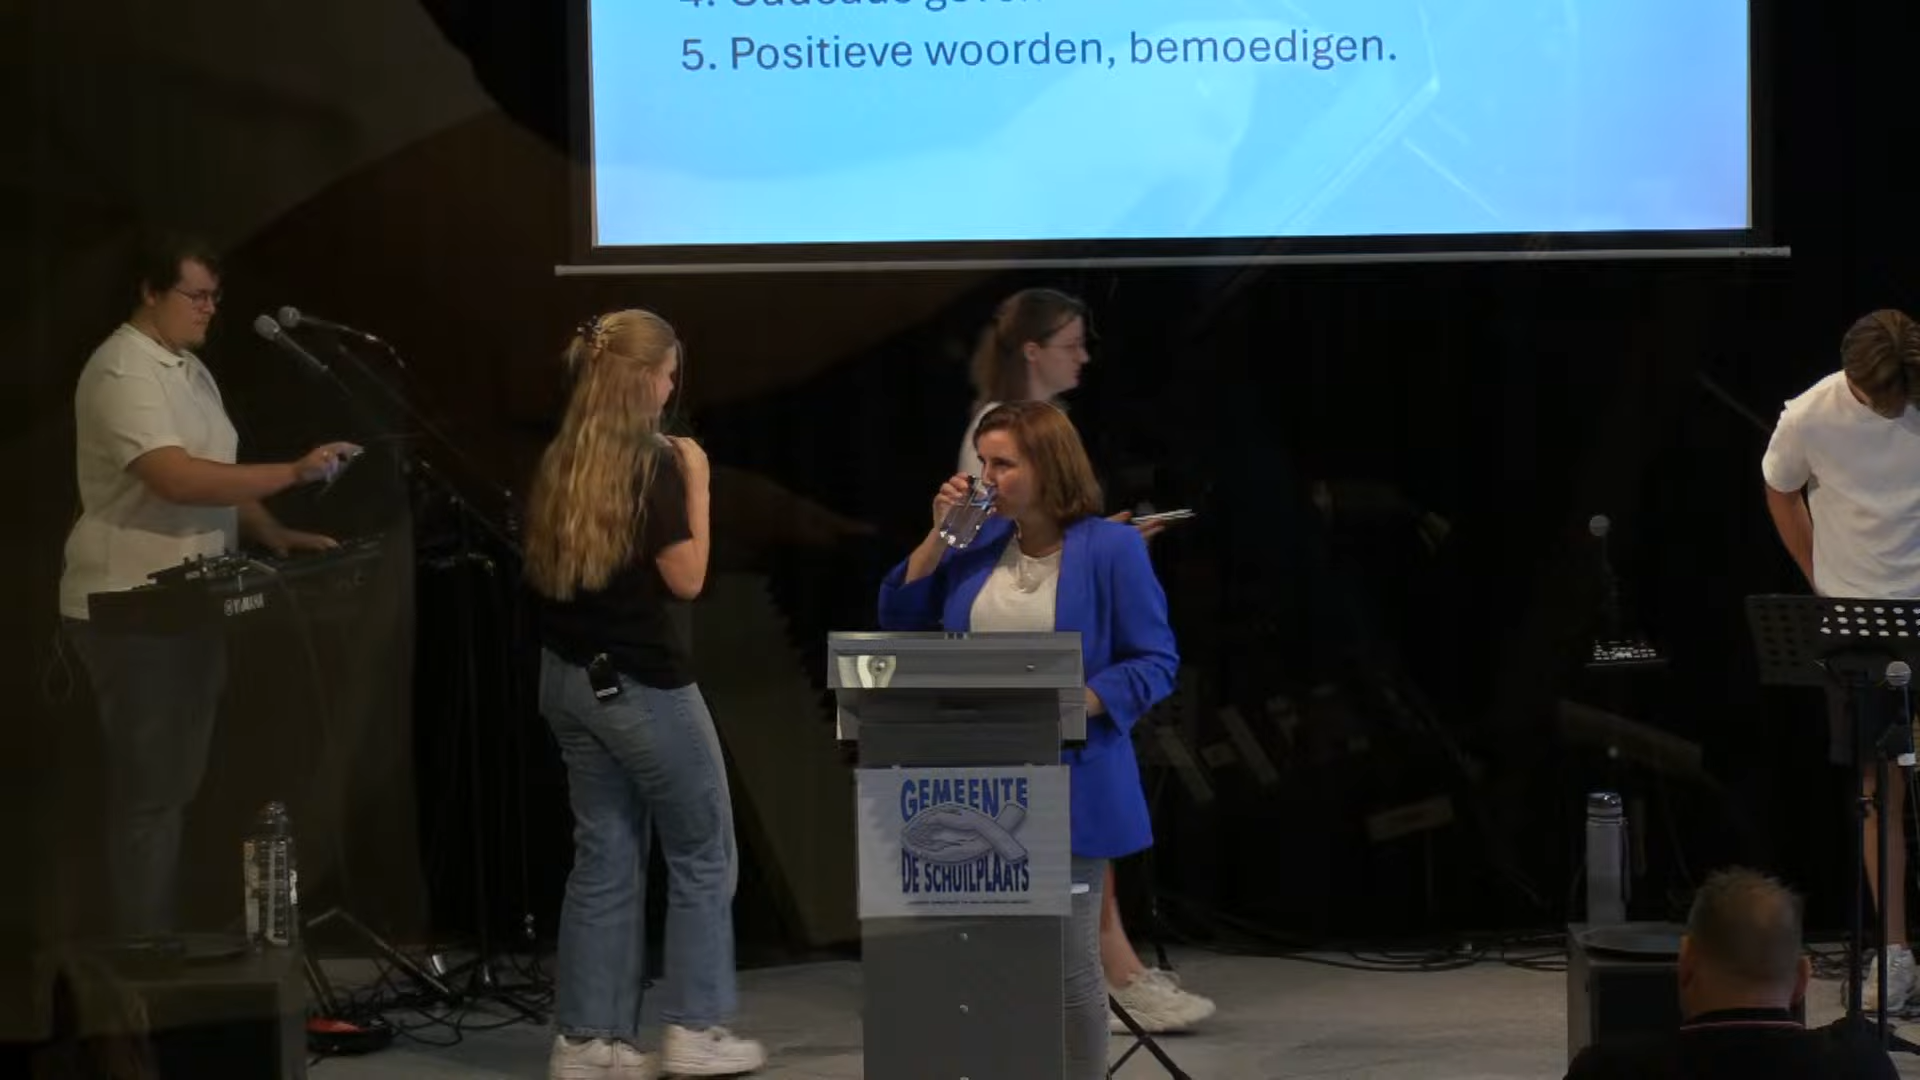 5. Positieve woorden, bemoedigen.
YAMAHA
GEMEENTE
DE SCHUILPLAATS